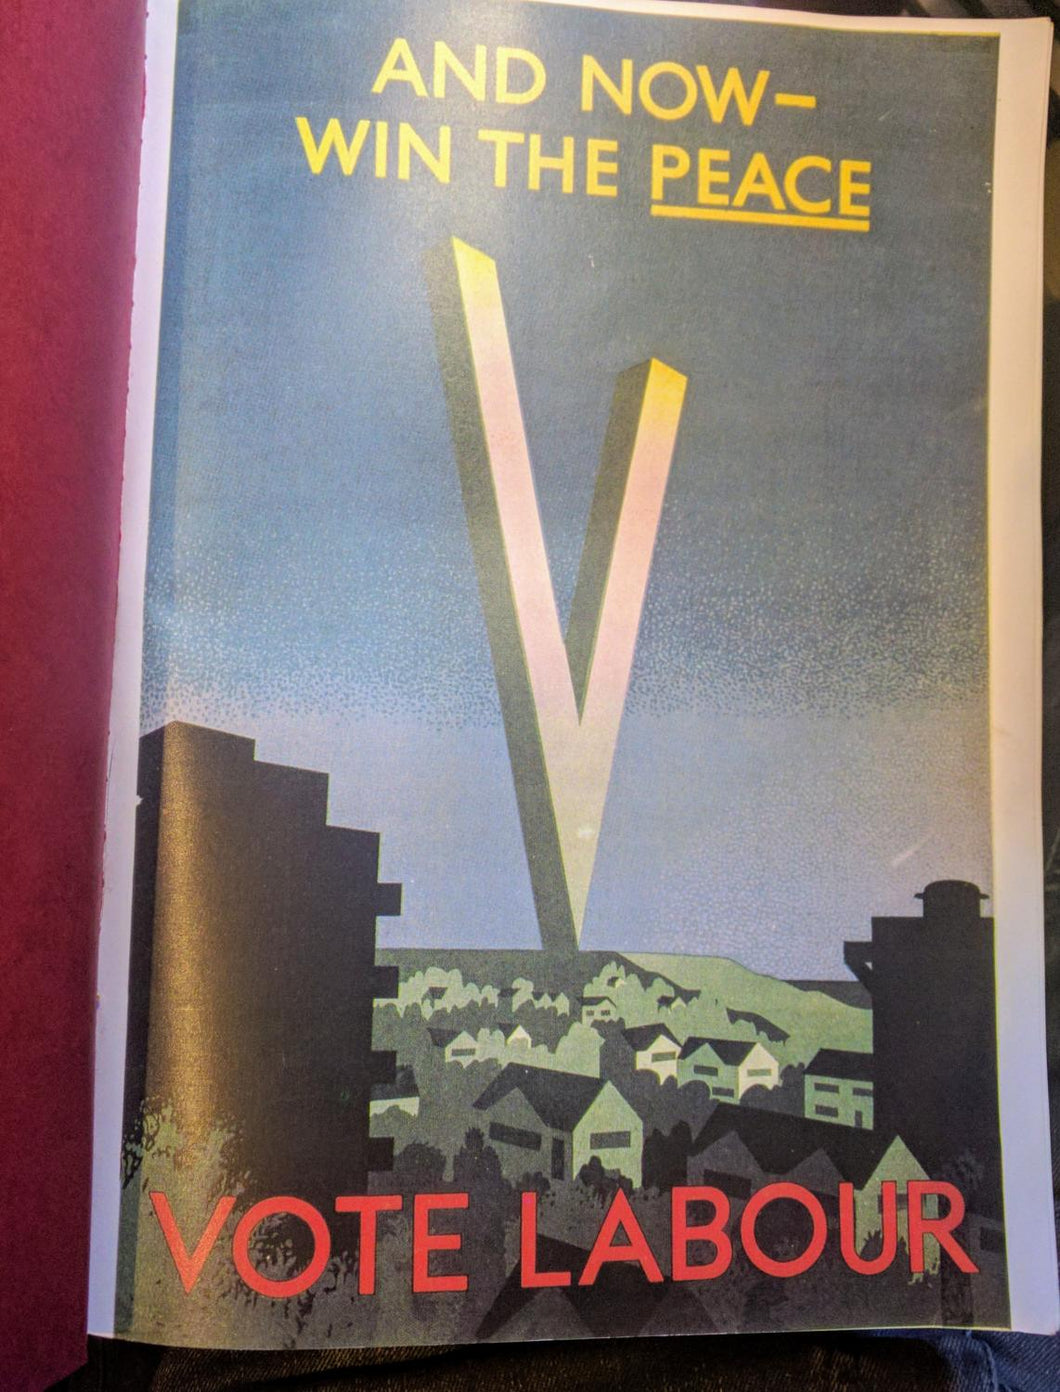 AND NOW–
WIN THE PEACE
V
VOTE LABOUR